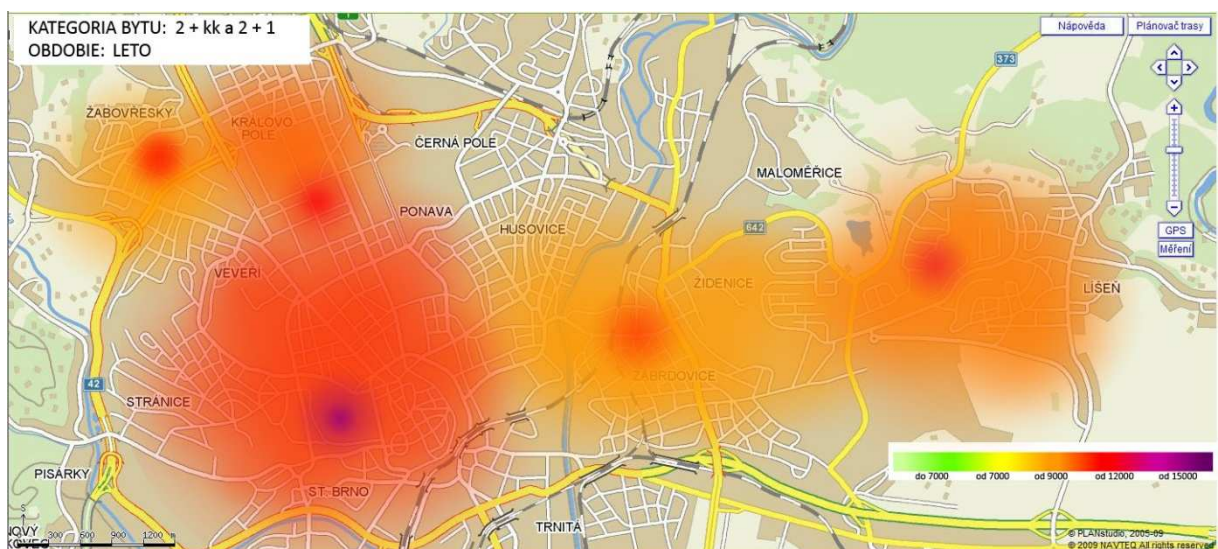 KATEGORIA BYTU: 2 + kk a 2 + 1
OBDOBIE: LETO
Nápověda
Plánovač trasy
1
373
ŽABOVŘESKY
KRÁLOVO
POLE
ČERNÁ POLE
MALOMĚŘICE
PONAVA
HUSOVICE
642
VEVEŘÍ
ŽIDENICE
LÍŠEŇ
GPS
Měření
ZÁBRDOVICE
42
STRÁNICE
PISÁRKY
ST. BRNO
TRNITÁ
do 7000
od 7000
od 9000
od 12000
od 15000
S
NOVÝ
300
600
900
1200 m
© PLANstudio, 2005-09
© 2009 NAVTEQ All rights reserved